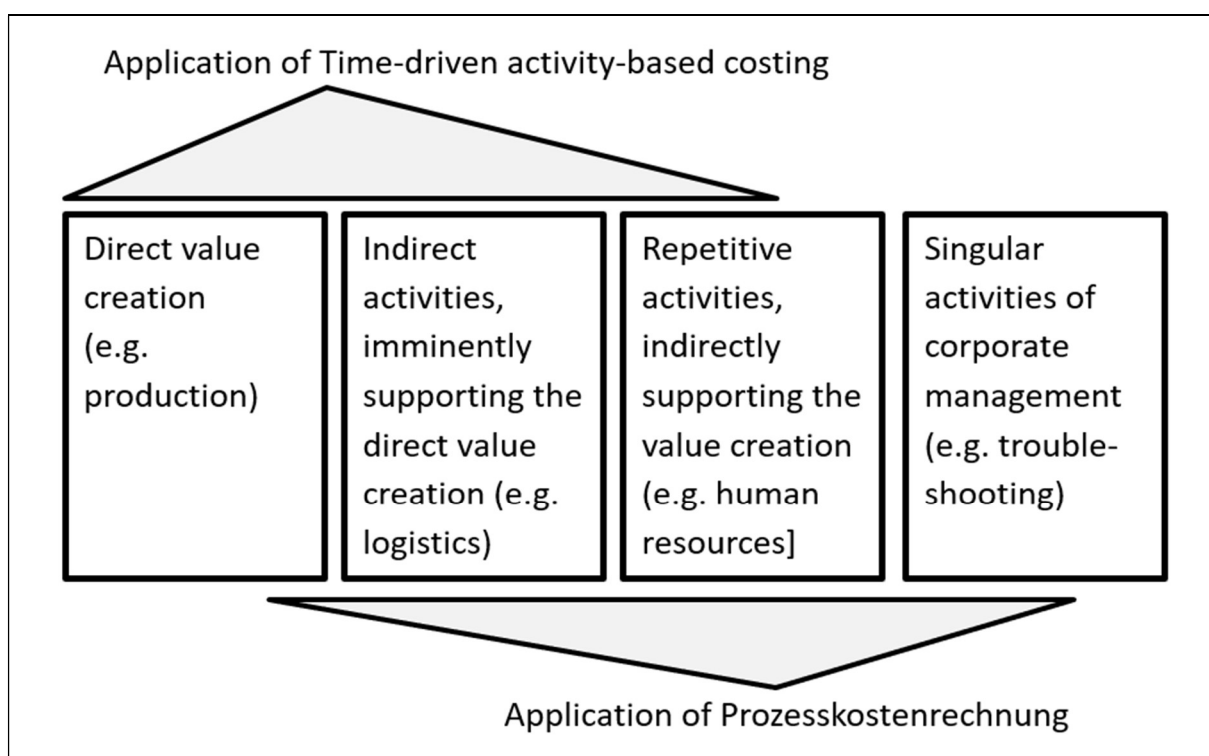 Application of Time-driven activity-based costing
Direct value
creation
(e.g.
production)
Indirect
activities,
imminently
supporting the
direct value
creation (e.g.
logistics)
Repetitive
activities,
indirectly
supporting the
value creation
(e.g. human
resources]
Singular
activities of
corporate
management
(e.g. trouble-
shooting)
Application of Prozesskostenrechnung